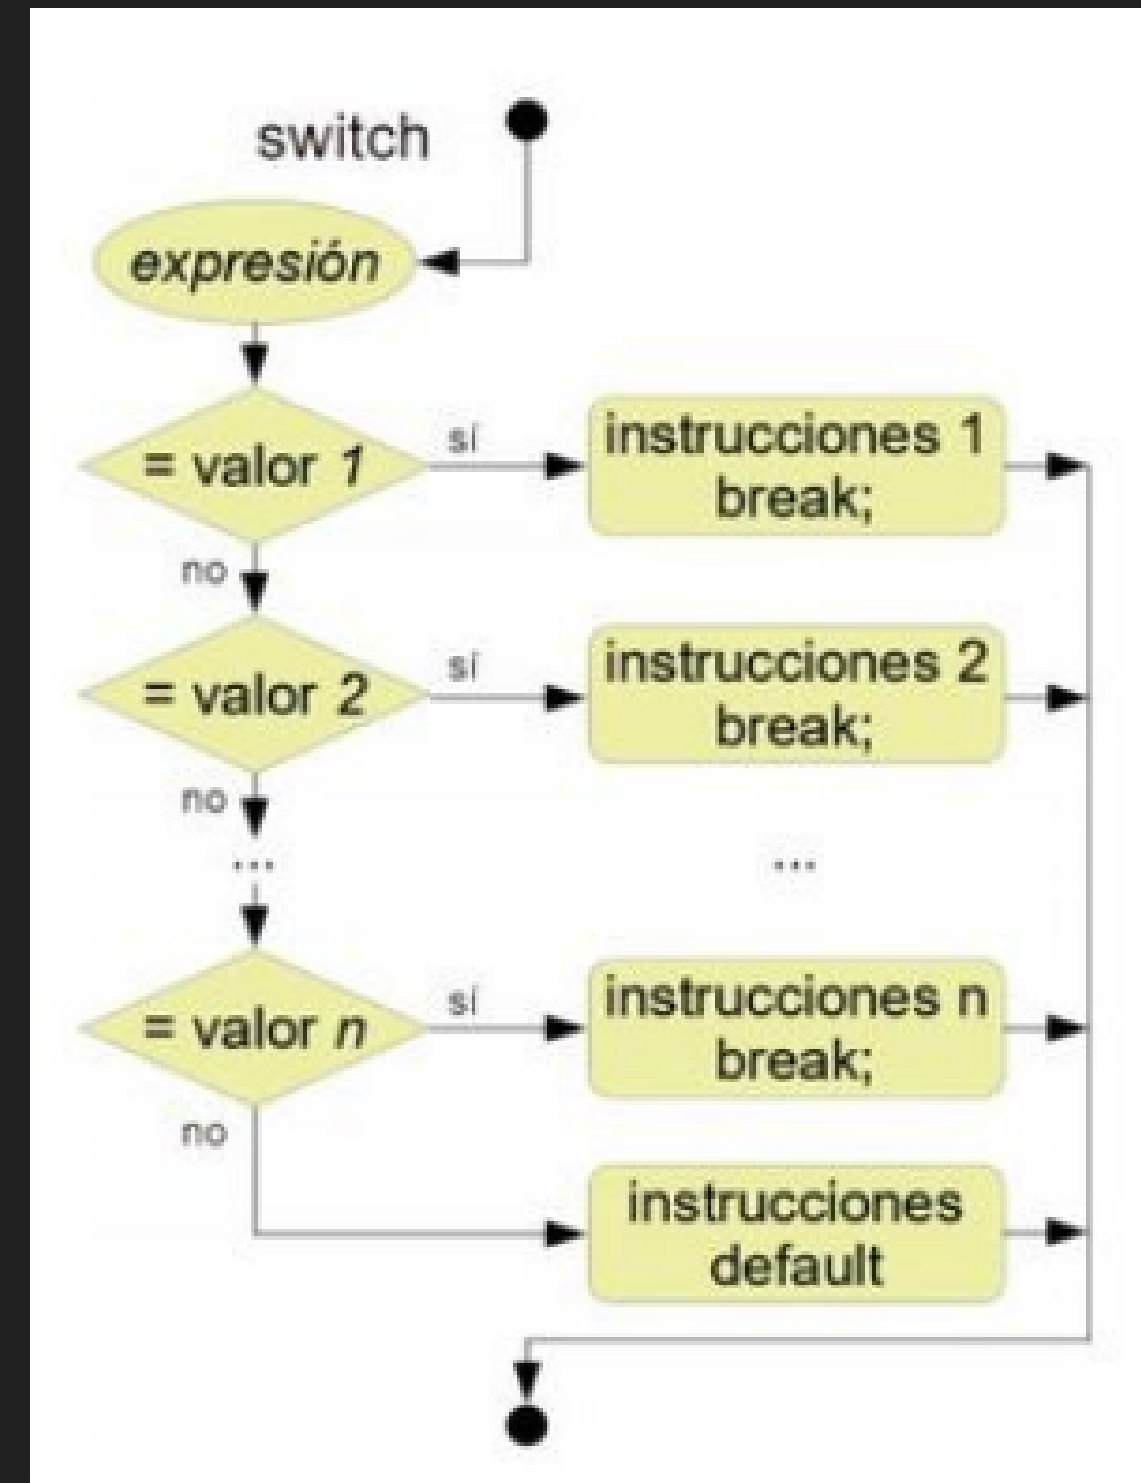 switch
expresión
= valor 1
sí
instrucciones 1
break;
no
= valor 2
sí
instrucciones 2
break;
no
...
...
= valor n
sí
instrucciones n
break;
no
instrucciones
default